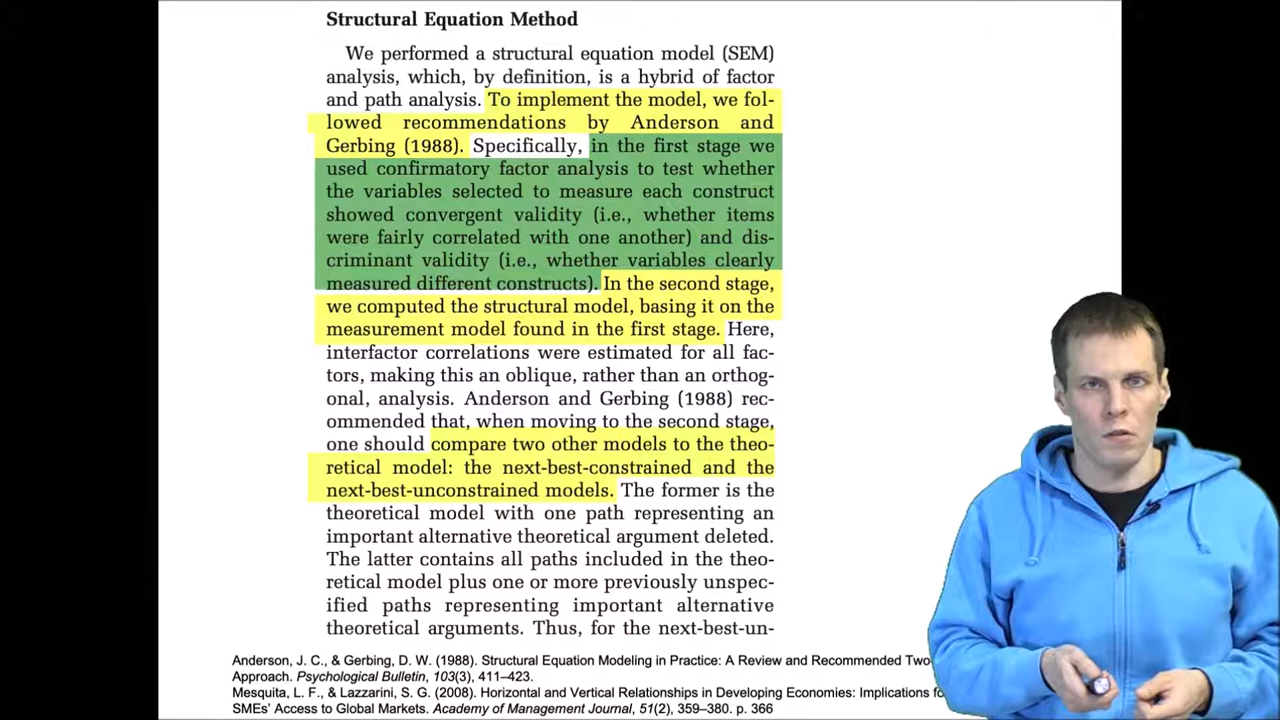 Structural Equation Method
We performed a structural equation model (SEM)
analysis, which, by definition, is a hybrid of factor
and path analysis. To implement the model, we fol-
lowed recommendations by Anderson and
Gerbing (1988). Specifically, in the first stage we
used confirmatory factor analysis to test whether
the variables selected to measure each construct
showed convergent validity (i.e., whether items
were fairly correlated with one another) and dis-
criminant validity (i.e., whether variables clearly
measured different constructs). In the second stage,
we computed the structural model, basing it on the
measurement model found in the first stage. Here,
interfactor correlations were estimated for all fac-
tors, making this an oblique, rather than an orthog-
onal, analysis. Anderson and Gerbing (1988) rec-
ommended that, when moving to the second stage,
one should compare two other models to the theo-
retical model: the next-best-constrained and the
next-best-unconstrained models. The former is the
theoretical model with one path representing an
important alternative theoretical argument deleted.
The latter contains all paths included in the theo-
retical model plus one or more previously unspec-
ified paths representing important alternative
theoretical arguments. Thus, for the next-best-un-
Anderson, J. C., & Gerbing, D. W. (1988). Structural Equation Modeling in Practice: A Review and Recommended Two-
Approach. Psychological Bulletin, 103(3), 411–423.
Mesquita, L. F., & Lazzarini, S. G. (2008). Horizontal and Vertical Relationships in Developing Economies: Implications
SMEs' Access to Global Markets. Academy of Management Journal, 51(2), 359–380. p. 366